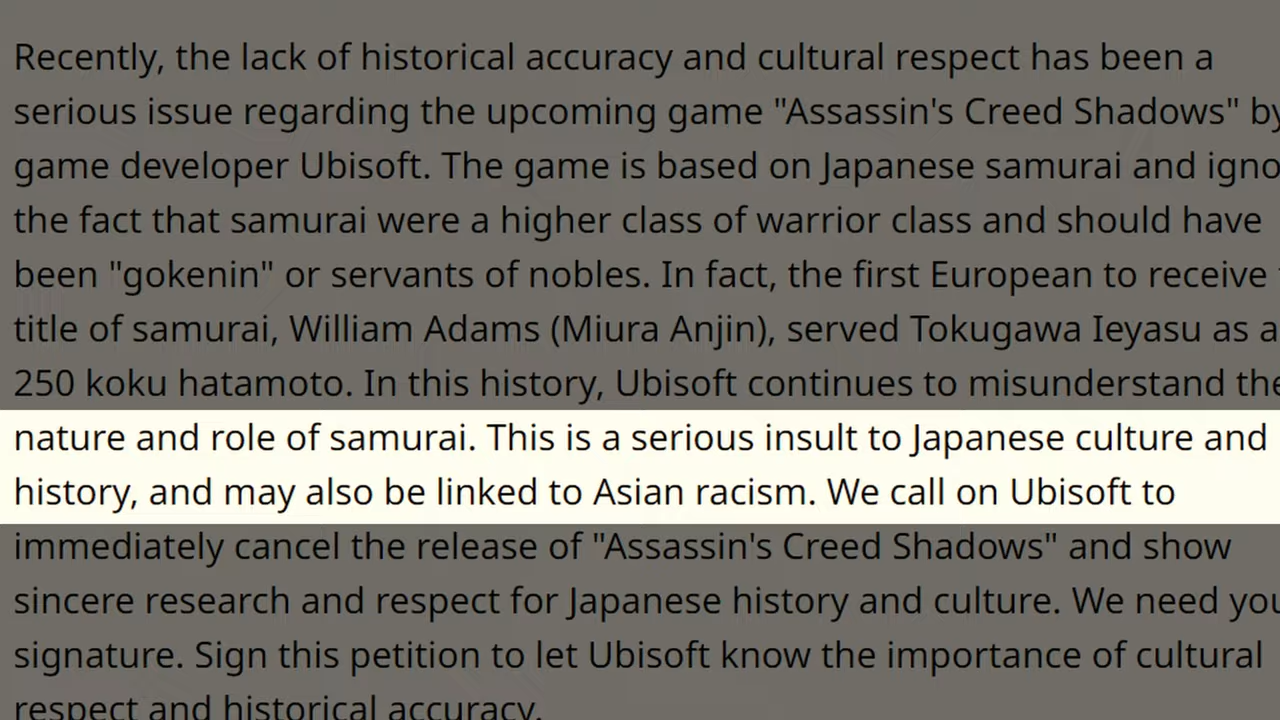 Recently, the lack of historical accuracy and cultural respect has been a
serious issue regarding the upcoming game "Assassin's Creed Shadows" by
game developer Ubisoft. The game is based on Japanese samurai and igno
the fact that samurai were a higher class of warrior class and should have
been "gokenin" or servants of nobles. In fact, the first European to receive
title of samurai, William Adams (Miura Anjin), served Tokugawa Ieyasu as a
250 koku hatamoto. In this history, Ubisoft continues to misunderstand the
nature and role of samurai. This is a serious insult to Japanese culture and
history, and may also be linked to Asian racism. We call on Ubisoft to
immediately cancel the release of "Assassin's Creed Shadows" and show
sincere research and respect for Japanese history and culture. We need you
signature. Sign this petition to let Ubisoft know the importance of cultural
respect and historical accuracy.